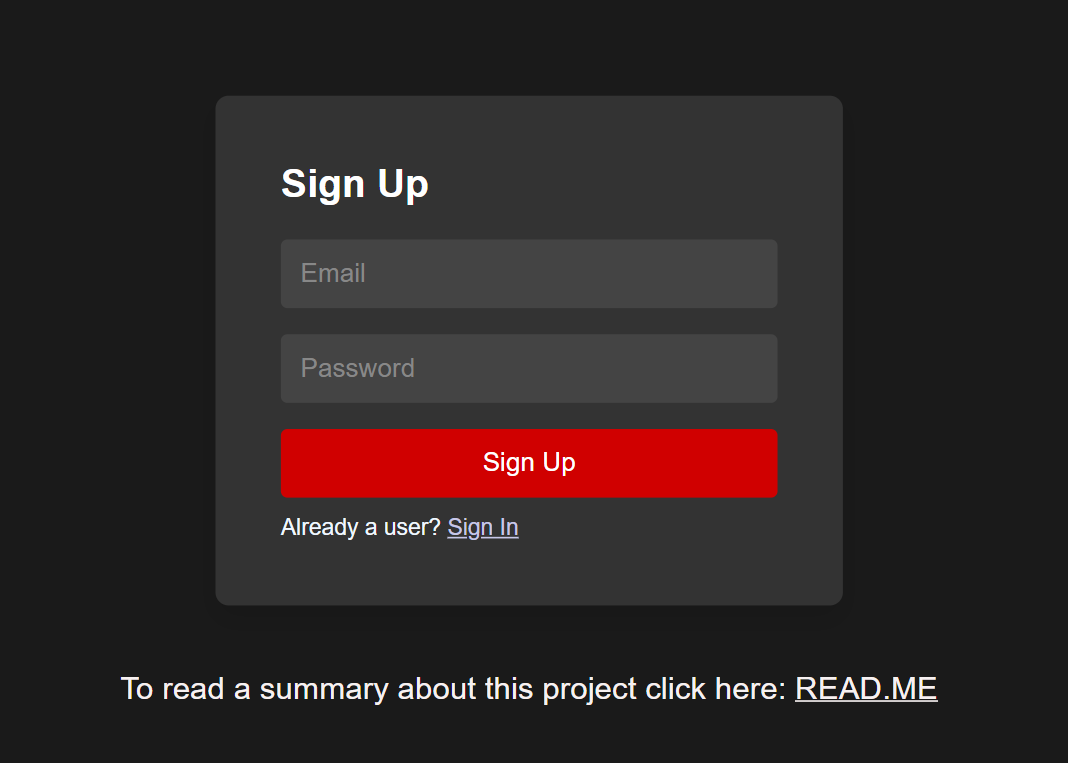 Sign Up
Email
Password
Sign Up
Already a user? Sign In
To read a summary about this project click here: READ.ME